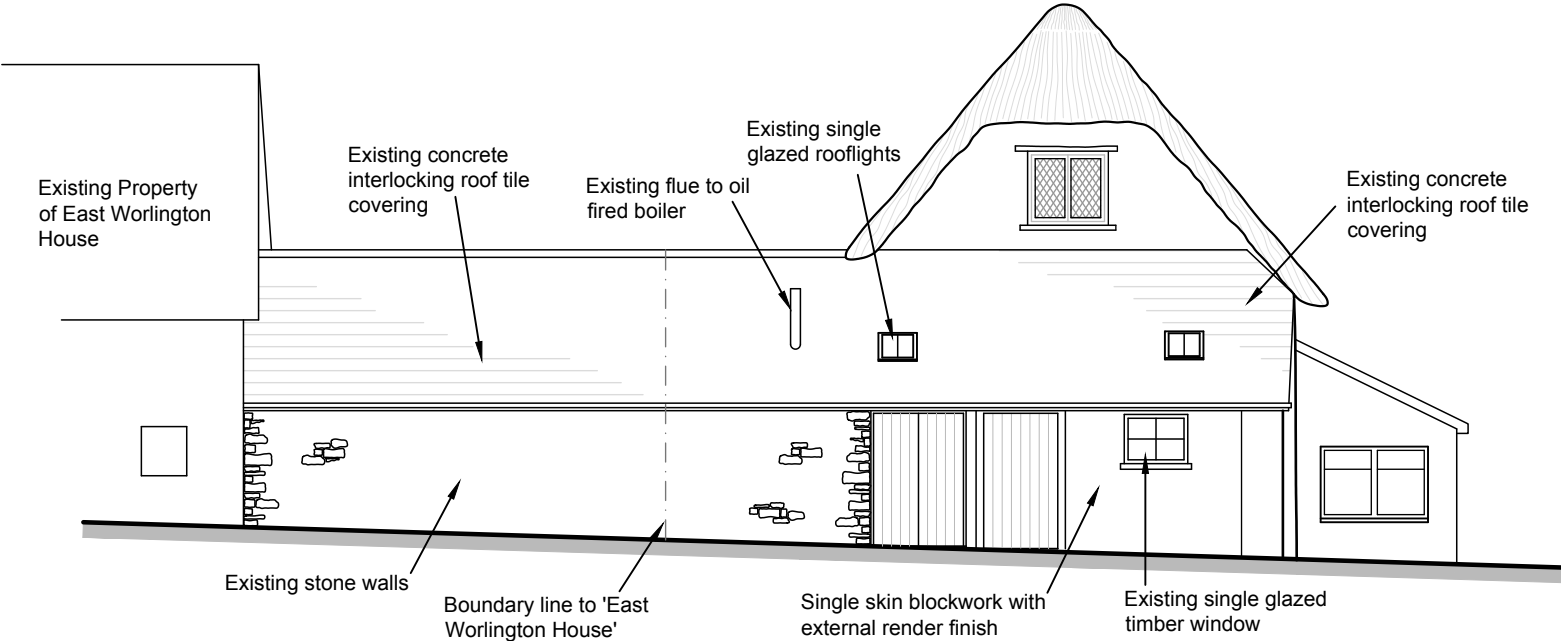 Existing Property
of East Worlington
House
Existing concrete
interlocking roof tile
covering
Existing flue to oil
fired boiler
Existing single
glazed rooflights
Existing concrete
interlocking roof tile
covering
Existing stone walls
Boundary line to 'East
Worlington House'
Single skin blockwork with
external render finish
Existing single glazed
timber window